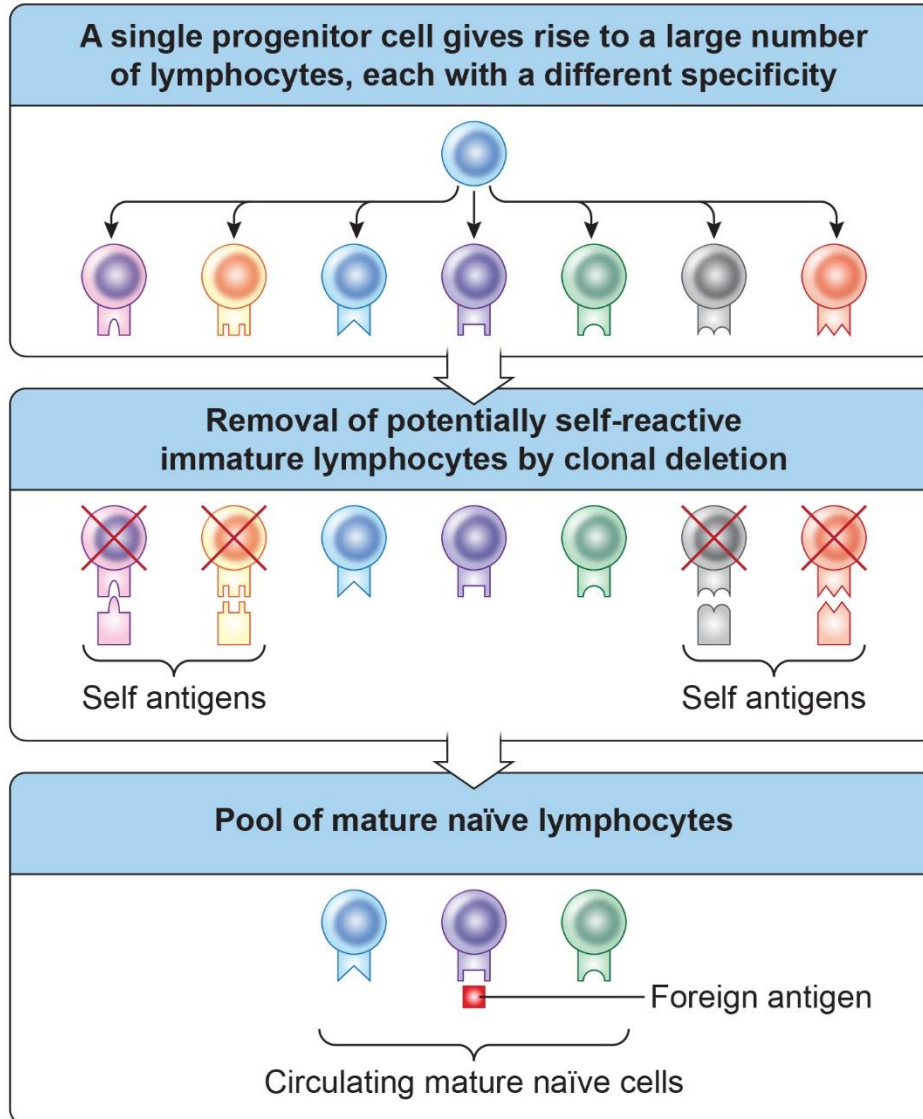 A single progenitor cell gives rise to a large number
of lymphocytes, each with a different specificity
Removal of potentially self-reactive
immature lymphocytes by clonal deletion
Self antigens
Self antigens
Pool of mature naïve lymphocytes
Foreign antigen
Circulating mature naïve cells